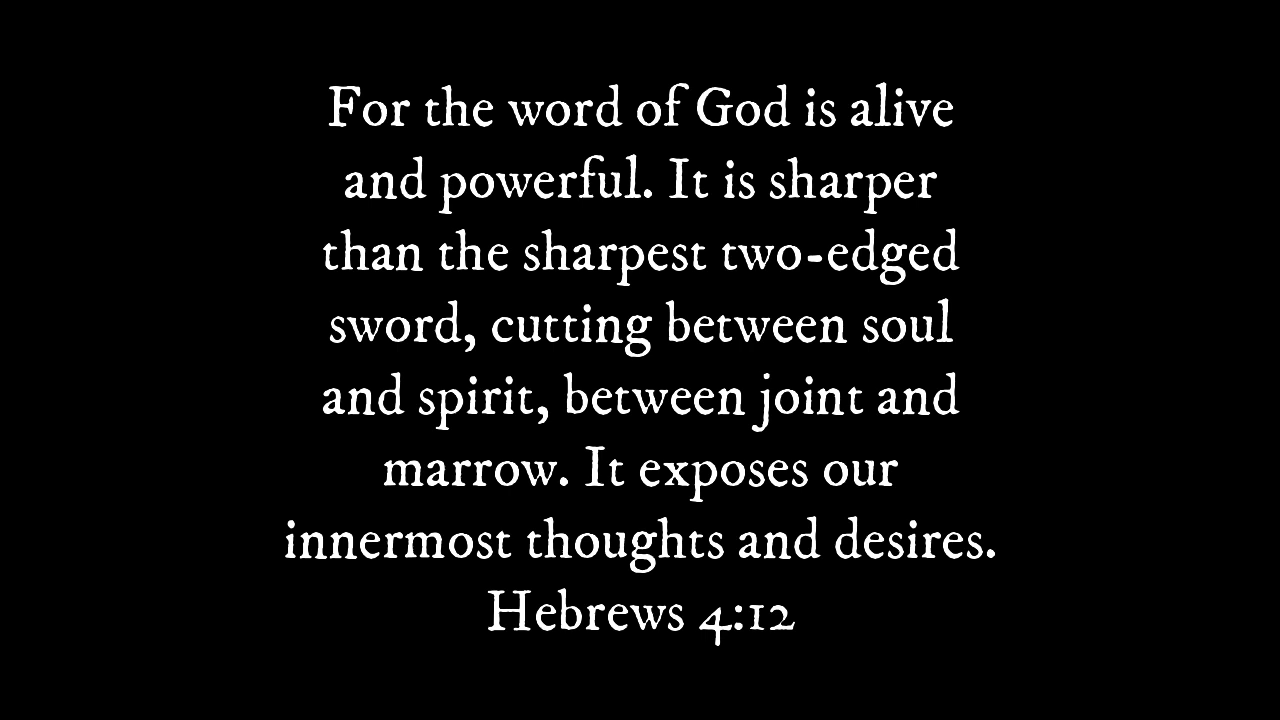 For the word of God is alive
and powerful. It is sharper
than the sharpest two-edged
sword, cutting between soul
and spirit, between joint and
marrow. It exposes our
innermost thoughts and desires.
Hebrews 4:12